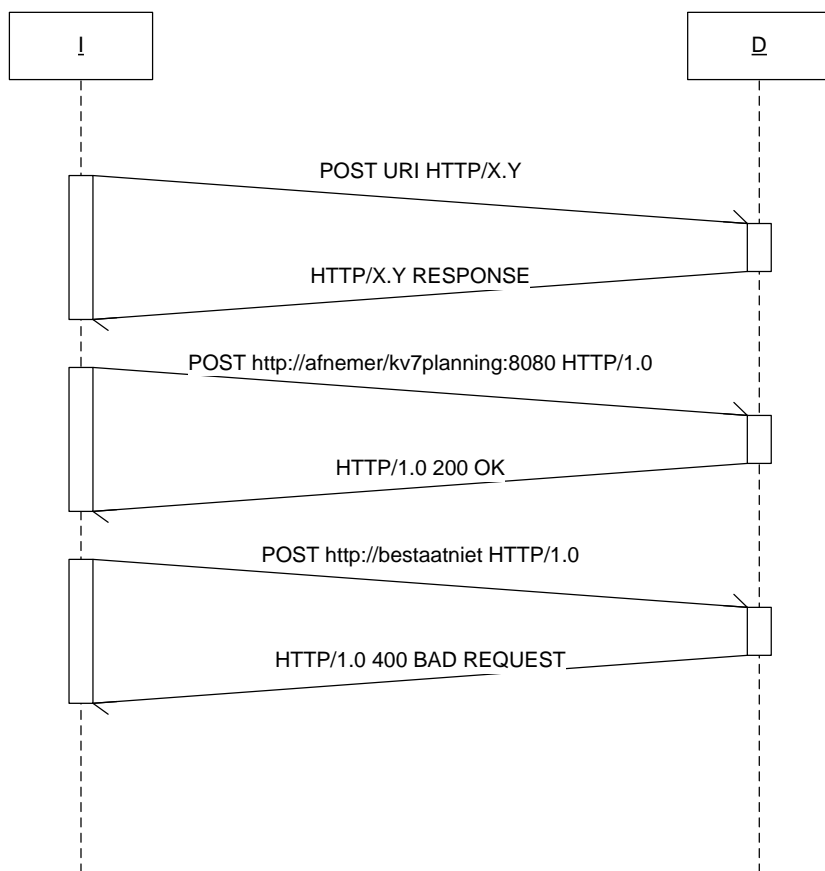 I
D
POST URI HTTP/X.Y
HTTP/X.Y RESPONSE
POST http://afnemer/kv7planning:8080 HTTP/1.0
HTTP/1.0 200 OK
POST http://bestaatniet HTTP/1.0
HTTP/1.0 400 BAD REQUEST